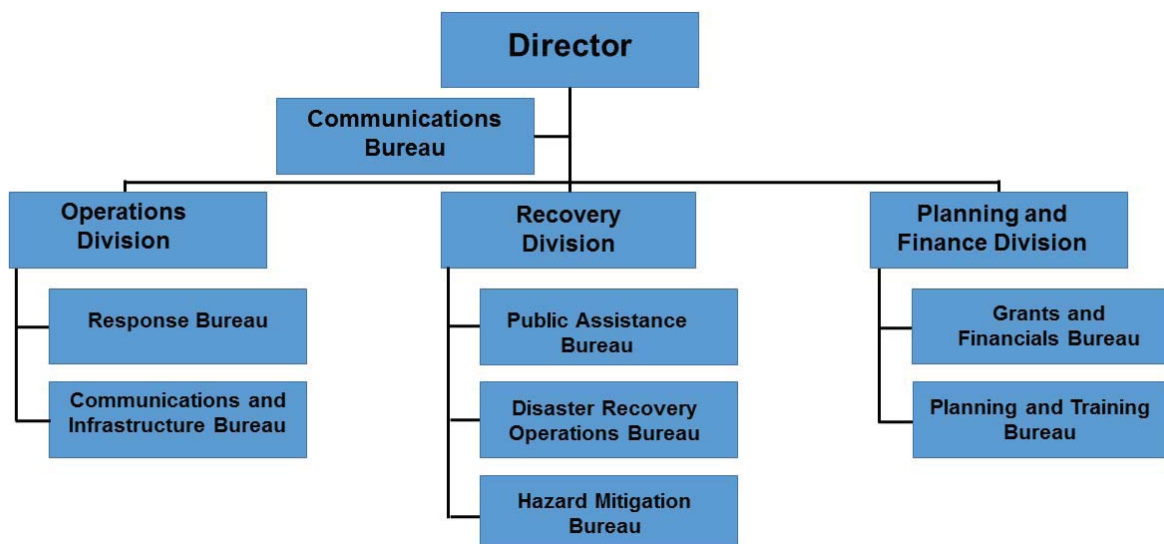 Director
Communications
Bureau
Operations
Division
Response Bureau
Communications and
Infrastructure Bureau
Recovery
Division
Public Assistance
Bureau
Disaster Recovery
Operations Bureau
Hazard Mitigation
Bureau
Planning and
Finance Division
Grants and
Financials Bureau
Planning and Training
Bureau